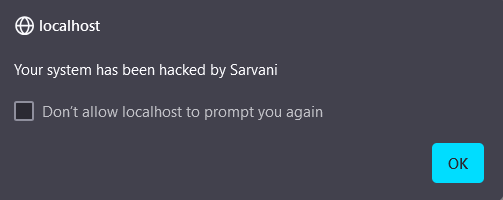 localhost
Your system has been hacked by Sarvani
Don't allow localhost to prompt you again
OK